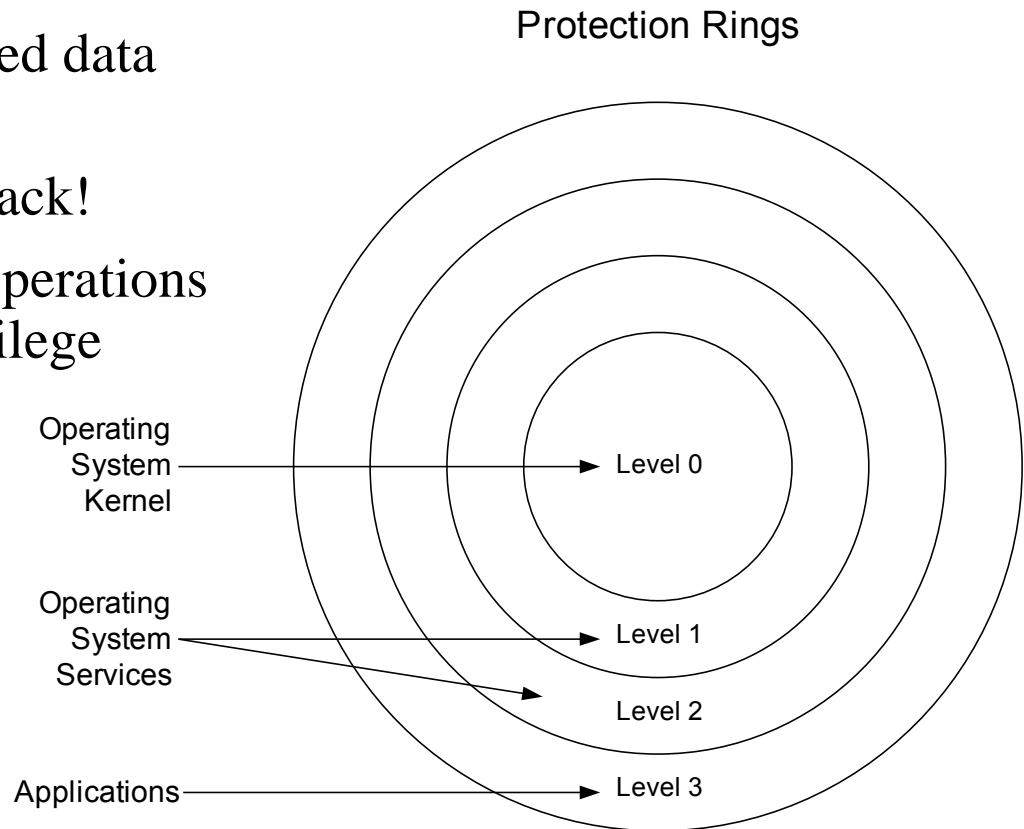 Protection Rings
ed data
ack!
perations
ilege
Operating
System
Kernel
Level 0
Operating
System
Services
Level 1
Level 2
Applications
Level 3